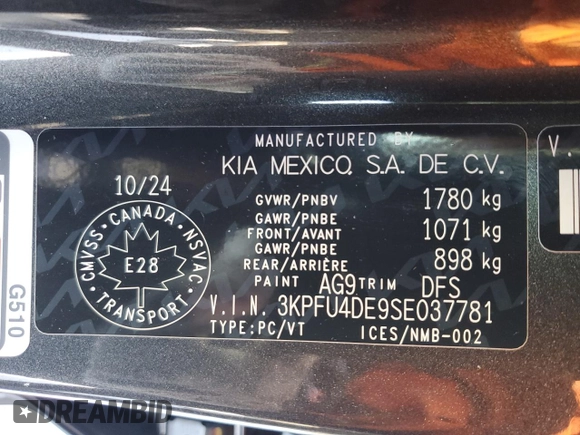 MANUFACTURED BY
KIA MEXICO, S.A. DE C.V.
10/24
GVWR/PNBV 1780 kg
GAWR/PNBE
FRONT/AVANT 1071 kg
GAWR/PNBE
REAR/ARRIÈRE 898 kg
PAINT AG9 TRIM DFS
V.I.N. 3KPFU4DE9SE037781
TYPE: PC/VT ICES/NMB-002
CMVSS · CANADA · NSVAC
E28
TRANSPORT
G510
V.
DREAMBID